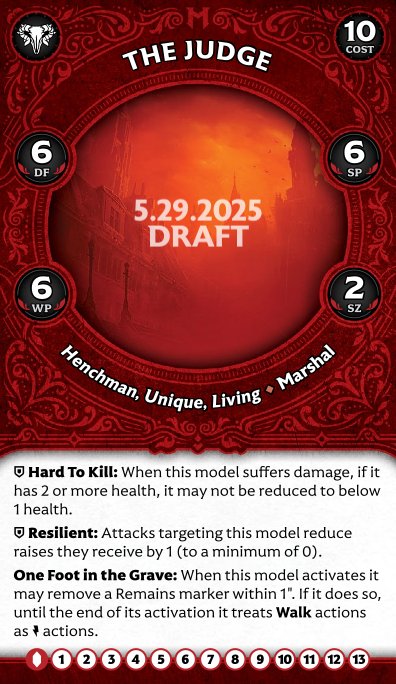 10
COST
THE JUDGE
6
DF
6
SP
5.29.2025
DRAFT
6
WP
2
SZ
Henchman, Unique, Living ♦ Marshal
Hard To Kill: When this model suffers damage, if it
has 2 or more health, it may not be reduced to below
1 health.
Resilient: Attacks targeting this model reduce
raises they receive by 1 (to a minimum of 0).
One Foot in the Grave: When this model activates it
may remove a Remains marker within 1". If it does so,
until the end of its activation it treats Walk actions
as actions.
1 2 3 4 5 6 7 8 9 10 11 12 13